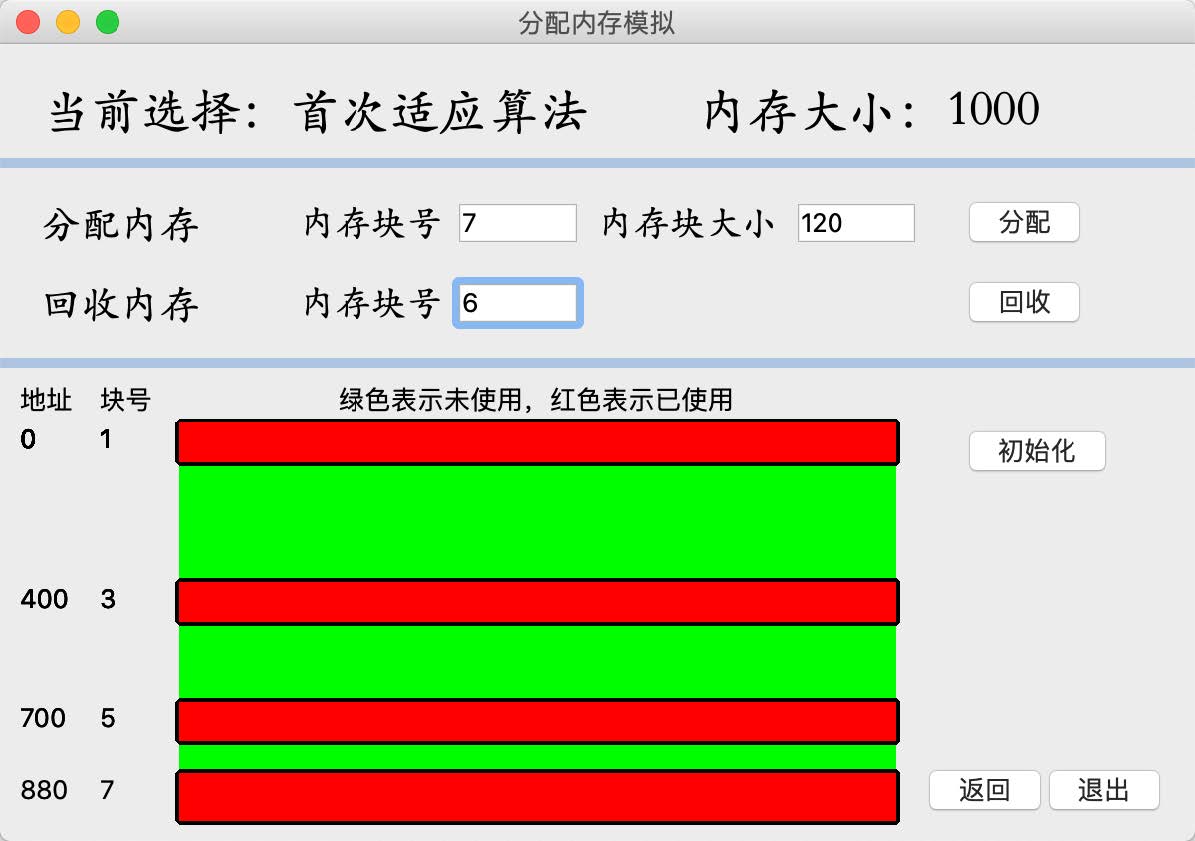 分配内存模拟
当前选择：首次适应算法 内存大小：1000
分配内存 内存块号 7 内存块大小 120 分配
回收内存 内存块号 6 回收
地址 块号 绿色表示未使用，红色表示已使用
0 1 初始化
400 3
700 5
880 7 返回 退出